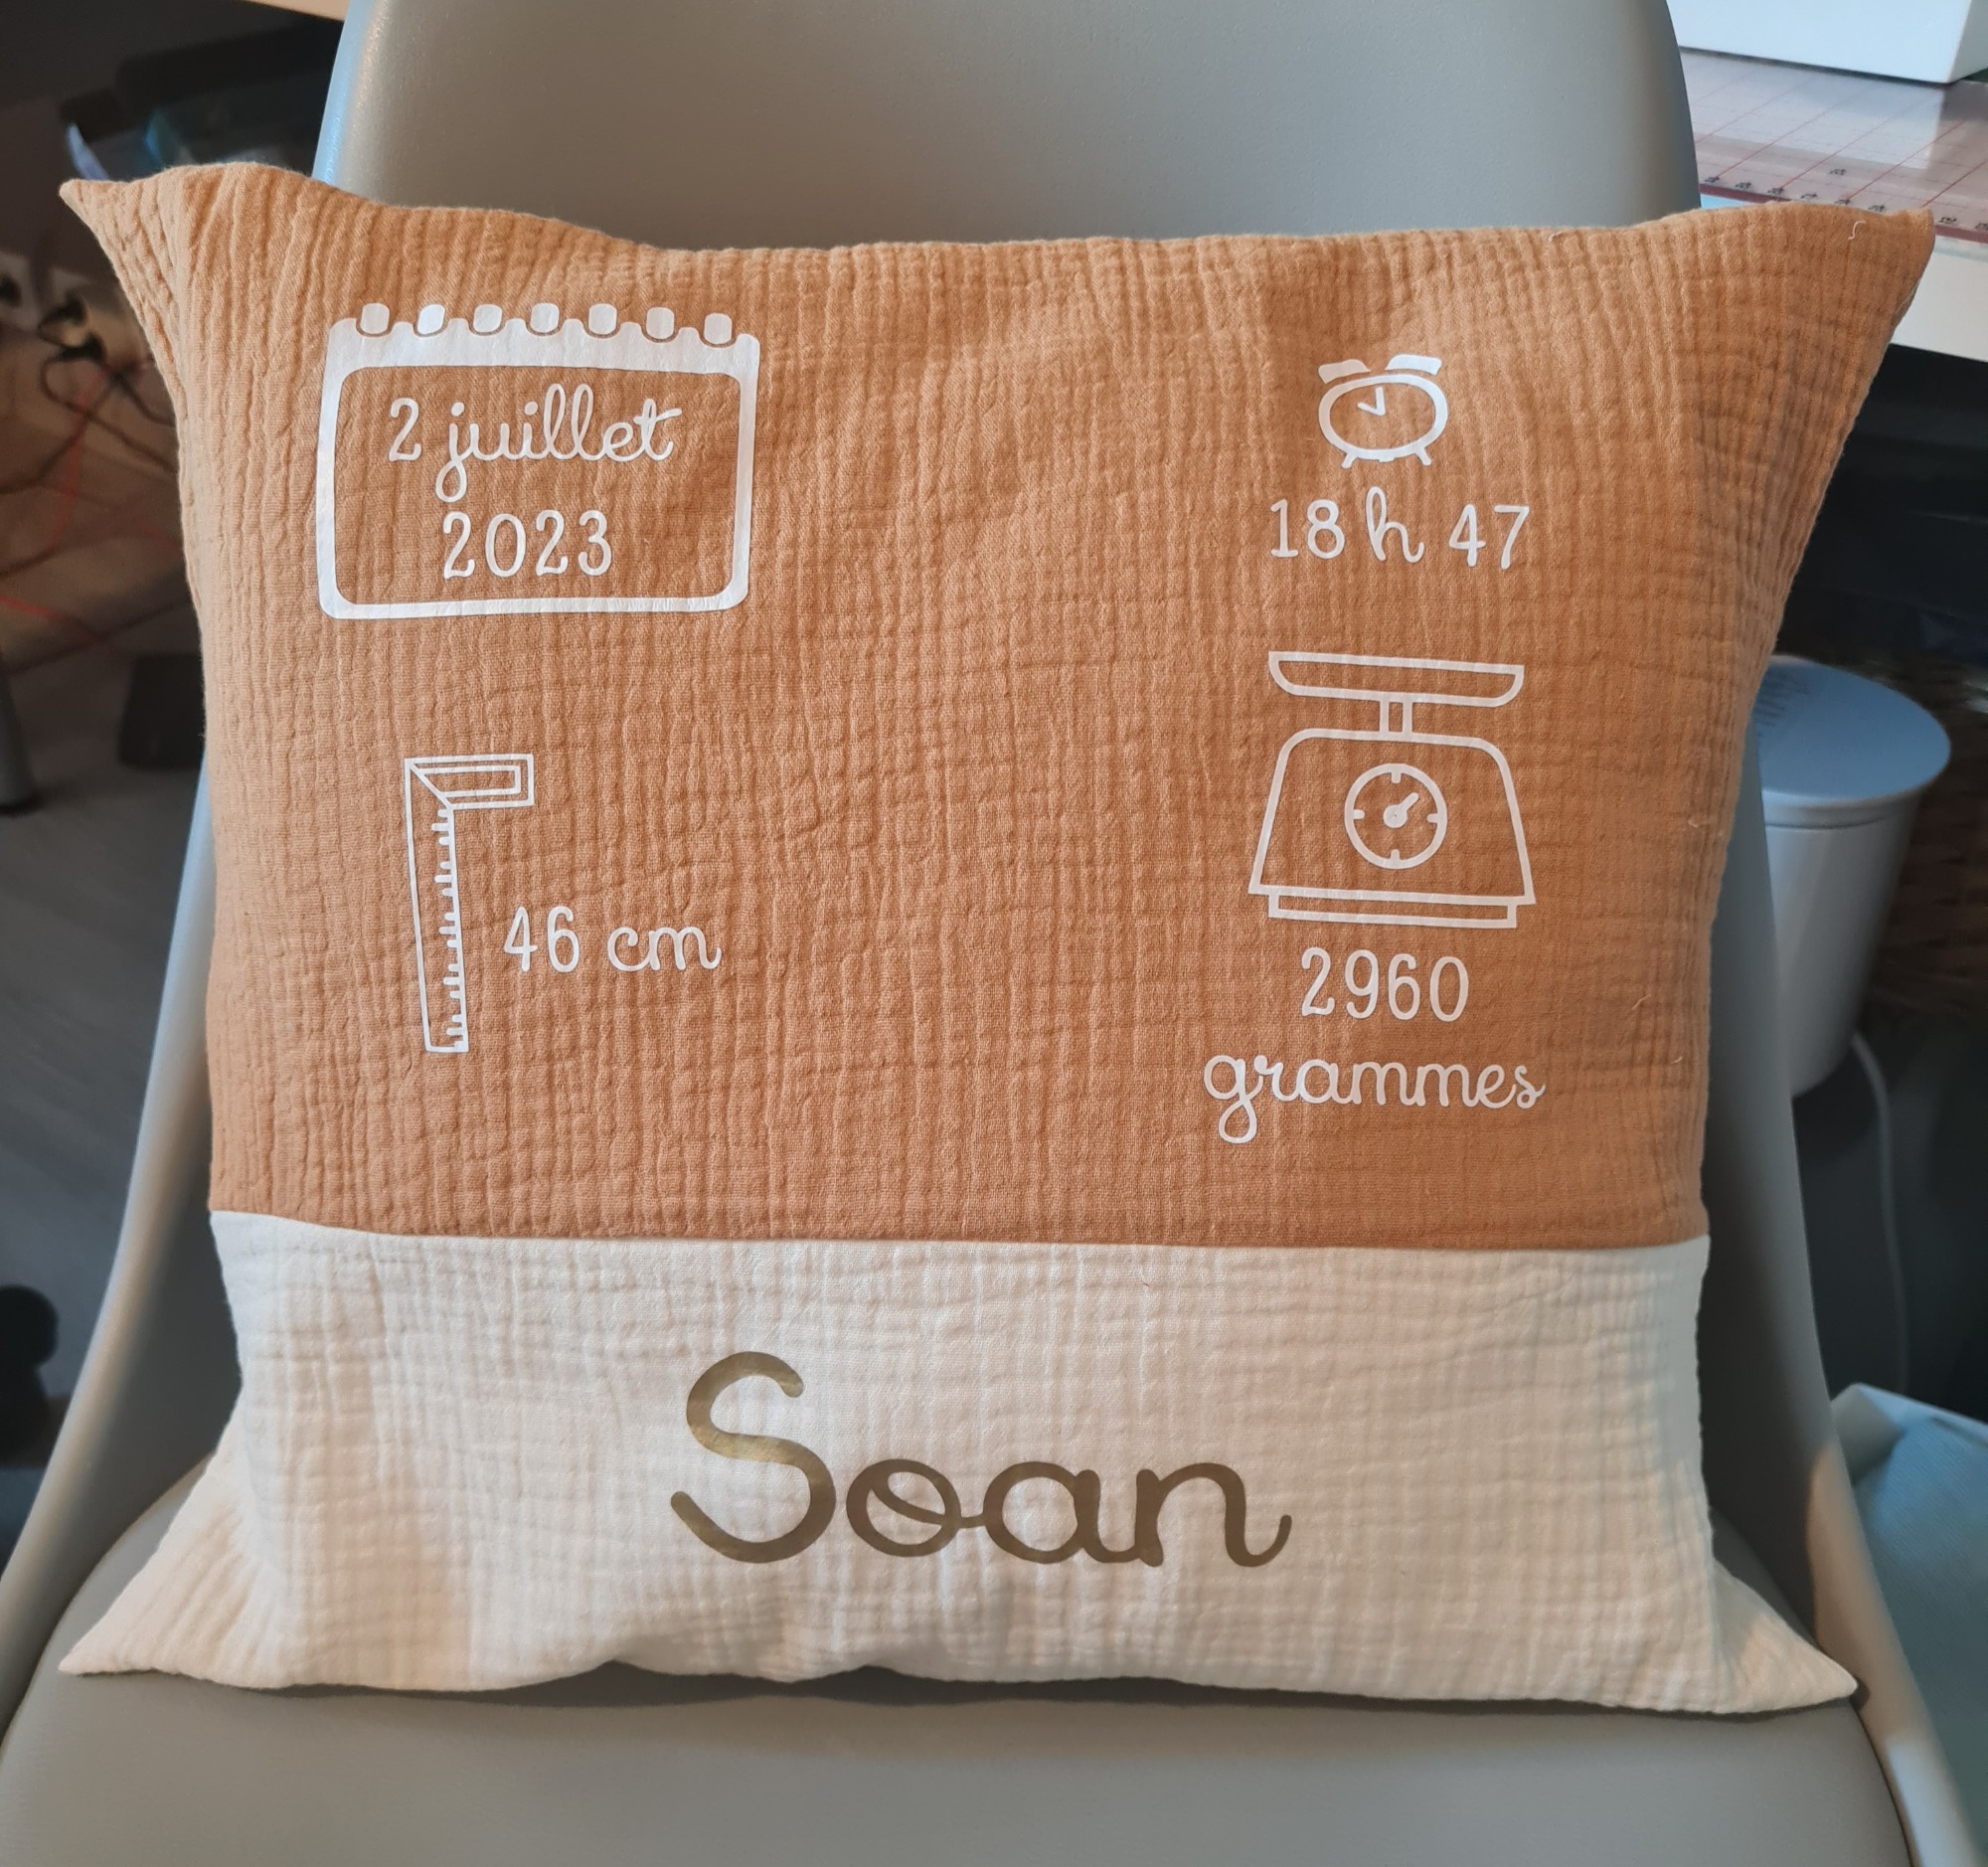 2 juillet
2023
18 h 47
46 cm
2960
grammes
Soan